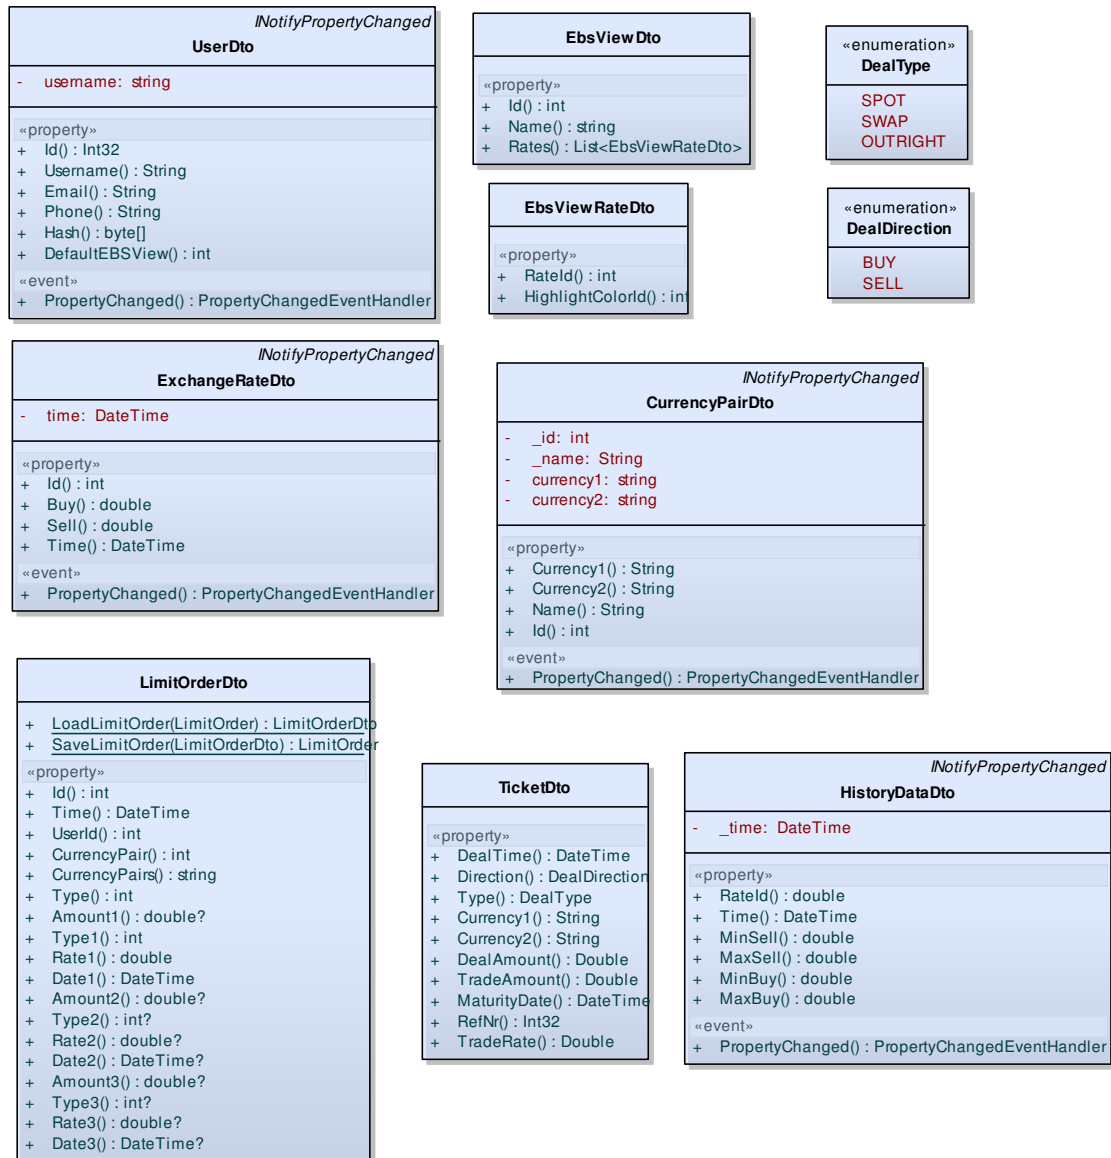 INotifyPropertyChanged
UserDto
- username: string
«property»
+ Id() : Int32
+ Username() : String
+ Email() : String
+ Phone() : String
+ Hash() : byte[]
+ DefaultEBSView() : int
«event»
+ PropertyChanged() : PropertyChangedEventHandler
EbsViewDto
«property»
+ Id() : int
+ Name() : string
+ Rates() : List<EbsViewRateDto>
«enumeration»
DealType
SPOT
SWAP
OUTRIGHT
EbsViewRateDto
«property»
+ RateId() : int
+ HighlightColorId() : int
«enumeration»
DealDirection
BUY
SELL
INotifyPropertyChanged
ExchangeRateDto
- time: DateTime
«property»
+ Id() : int
+ Buy() : double
+ Sell() : double
+ Time() : DateTime
«event»
+ PropertyChanged() : PropertyChangedEventHandler
INotifyPropertyChanged
CurrencyPairDto
- _id: int
- _name: String
- currency1: string
- currency2: string
«property»
+ Currency1() : String
+ Currency2() : String
+ Name() : String
+ Id() : int
«event»
+ PropertyChanged() : PropertyChangedEventHandler
LimitOrderDto
+ LoadLimitOrder(LimitOrder) : LimitOrderDto
+ SaveLimitOrder(LimitOrderDto) : LimitOrder
«property»
+ Id() : int
+ Time() : DateTime
+ UserId() : int
+ CurrencyPair() : int
+ CurrencyPairs() : string
+ Type() : int
+ Amount1() : double?
+ Type1() : int
+ Rate1() : double
+ Date1() : DateTime
+ Amount2() : double?
+ Type2() : int?
+ Rate2() : double?
+ Date2() : DateTime?
+ Amount3() : double?
+ Type3() : int?
+ Rate3() : double?
+ Date3() : DateTime?
TicketDto
«property»
+ DealTime() : DateTime
+ Direction() : DealDirection
+ Type() : DealType
+ Currency1() : String
+ Currency2() : String
+ DealAmount() : Double
+ TradeAmount() : Double
+ MaturityDate() : DateTime
+ RefNr() : Int32
+ TradeRate() : Double
INotifyPropertyChanged
HistoryDataDto
- _time: DateTime
«property»
+ RateId() : double
+ Time() : DateTime
+ MinSell() : double
+ MaxSell() : double
+ MinBuy() : double
+ MaxBuy() : double
«event»
+ PropertyChanged() : PropertyChangedEventHandler